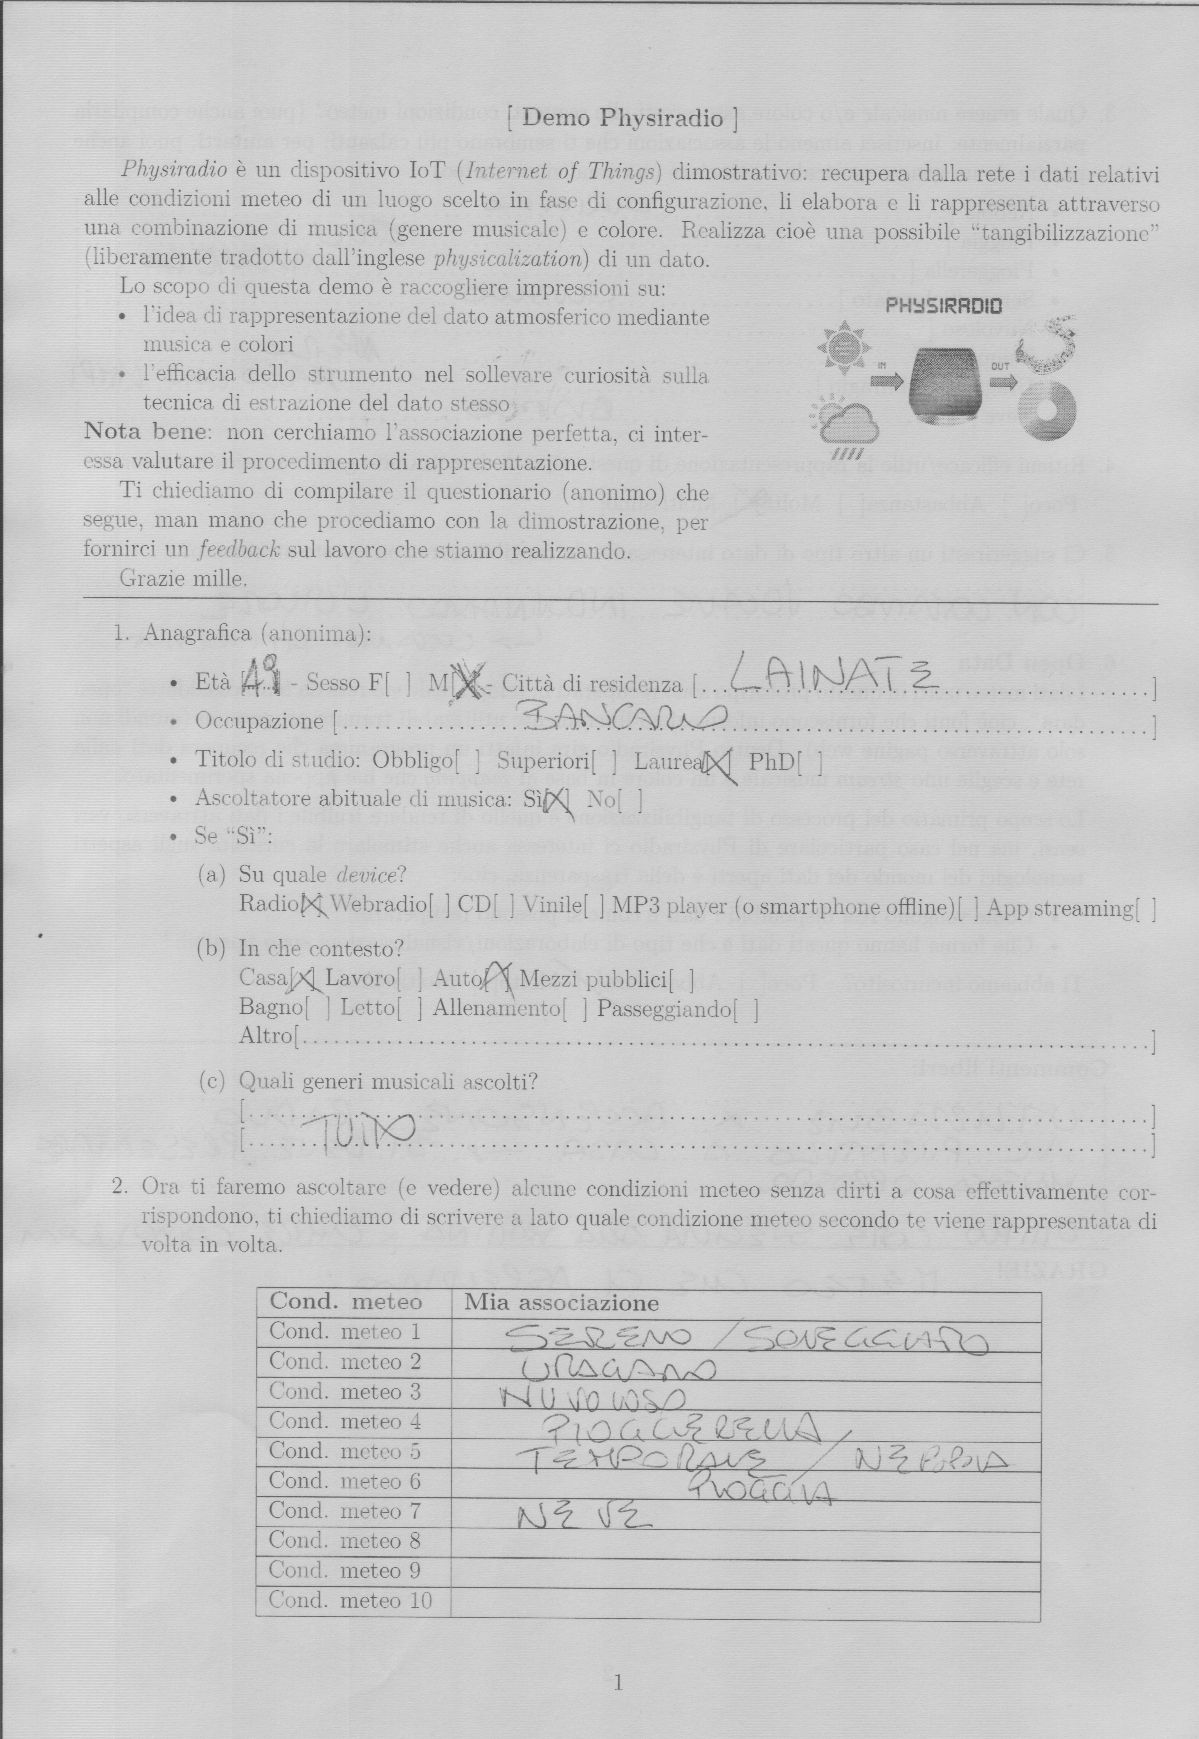 [ Demo Physiradio ]
Physiradio è un dispositivo IoT (Internet of Things) dimostrativo: recupera dalla rete i dati relativi
alle condizioni meteo di un luogo scelto in fase di configurazione, li elabora e li rappresenta attraverso
una combinazione di musica (genere musicale) e colore. Realizza cioè una possibile “tangibilizzazione”
(liberamente tradotto dall’inglese physicalization) di un dato.
Lo scopo di questa demo è raccogliere impressioni su:
• l’idea di rappresentazione del dato atmosferico mediante
musica e colori
• l’efficacia dello strumento nel sollevare curiosità sulla
tecnica di estrazione del dato stesso
PHYSIRADIO
IN
OUT
Nota bene: non cerchiamo l’associazione perfetta, ci inter-
essa valutare il procedimento di rappresentazione.
Ti chiediamo di compilare il questionario (anonimo) che
segue, man mano che procediamo con la dimostrazione, per
fornirci un feedback sul lavoro che stiamo realizzando.
Grazie mille.
1. Anagrafica (anonima):
• Età [49] - Sesso F[ ] M[X] - Città di residenza [...LAINATE...]
• Occupazione [...BANCARIO...]
• Titolo di studio: Obbligo[ ] Superiori[ ] Laurea[X] PhD[ ]
• Ascoltatore abituale di musica: Sì[X] No[ ]
• Se “Sì”:
(a) Su quale device?
Radio[X] Webradio[ ] CD[ ] Vinile[ ] MP3 player (o smartphone offline)[ ] App streaming[ ]
(b) In che contesto?
Casa[X] Lavoro[ ] Auto[X] Mezzi pubblici[ ]
Bagno[ ] Letto[ ] Allenamento[ ] Passeggiando[ ]
Altro[...]
(c) Quali generi musicali ascolti?
[...]
[...TUTTO...]
2. Ora ti faremo ascoltare (e vedere) alcune condizioni meteo senza dirti a cosa effettivamente cor-
rispondono, ti chiediamo di scrivere a lato quale condizione meteo secondo te viene rappresentata di
volta in volta.
Cond. meteo Mia associazione
Cond. meteo 1 SERENO / SOLEGGIATO
Cond. meteo 2 URAGANO
Cond. meteo 3 NUVOLOSO
Cond. meteo 4 PIOGGERELLA
Cond. meteo 5 TEMPORALE / NEBBIA
Cond. meteo 6 PIOGGIA
Cond. meteo 7 NEVE
Cond. meteo 8
Cond. meteo 9
Cond. meteo 10
1